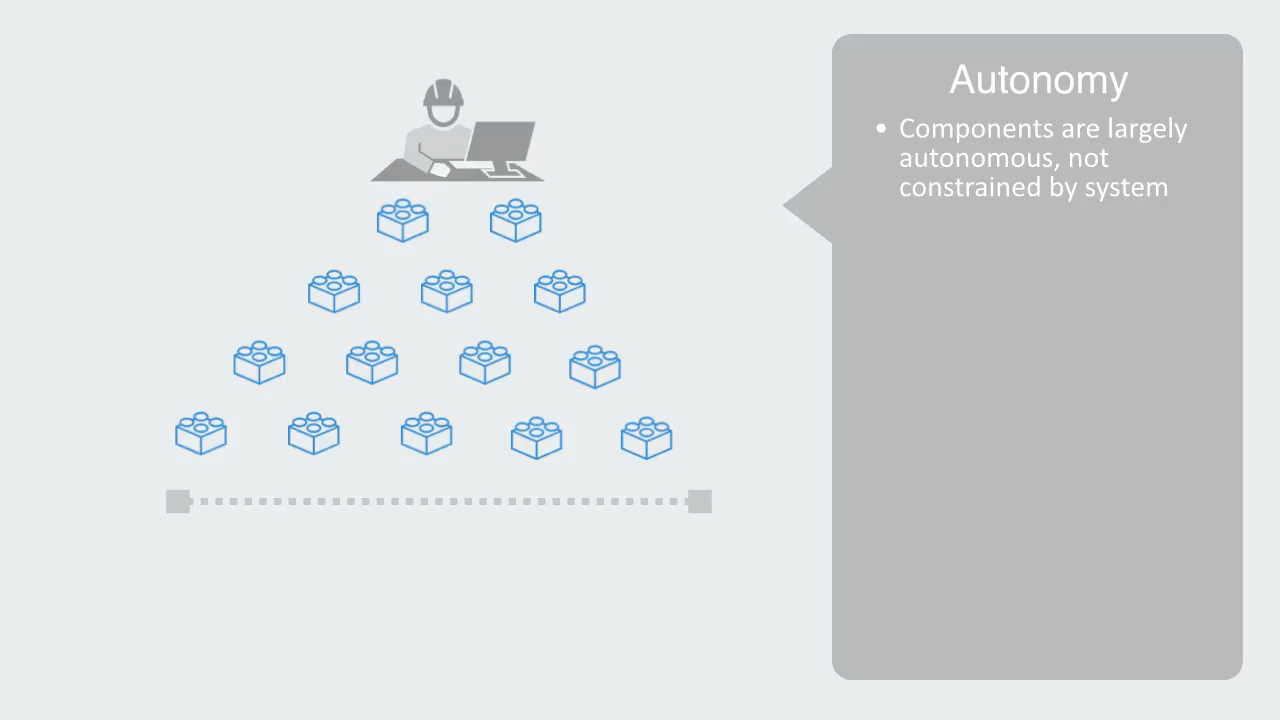 Autonomy
• Components are largely
autonomous, not
constrained by system